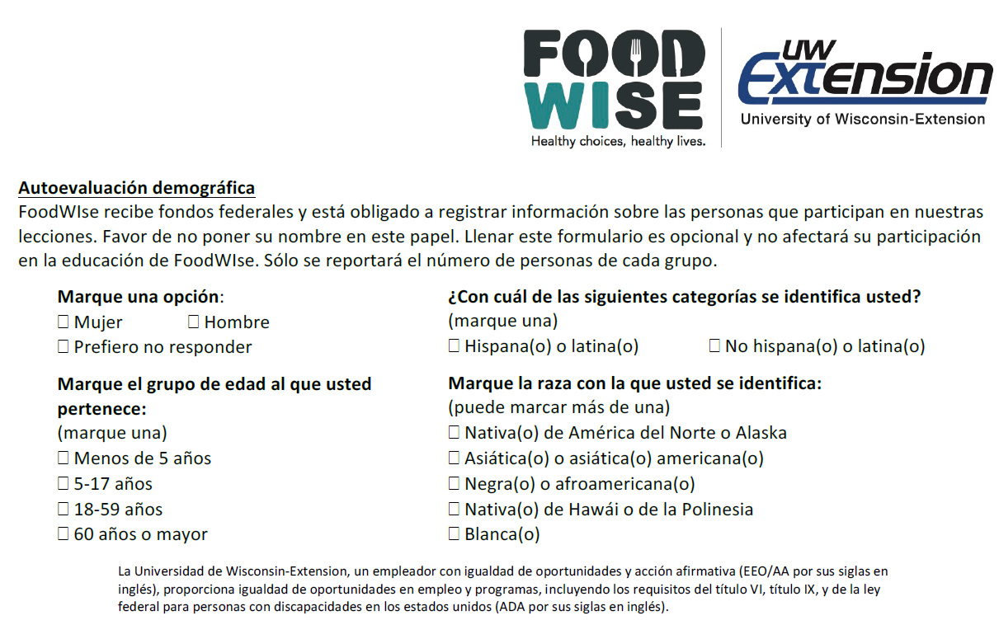 FOOD
WISE
Healthy choices, healthy lives.
UW
Extension
University of Wisconsin-Extension
Autoevaluación demográfica
FoodWIse recibe fondos federales y está obligado a registrar información sobre las personas que participan en nuestras
lecciones. Favor de no poner su nombre en este papel. Llenar este formulario es opcional y no afectará su participación
en la educación de FoodWIse. Sólo se reportará el número de personas de cada grupo.
Marque una opción:
☐ Mujer ☐ Hombre
☐ Prefiero no responder
¿Con cuál de las siguientes categorías se identifica usted?
(marque una)
☐ Hispana(o) o latina(o) ☐ No hispana(o) o latina(o)
Marque el grupo de edad al que usted
pertenece:
(marque una)
☐ Menos de 5 años
☐ 5-17 años
☐ 18-59 años
☐ 60 años o mayor
Marque la raza con la que usted se identifica:
(puede marcar más de una)
☐ Nativa(o) de América del Norte o Alaska
☐ Asiática(o) o asiática(o) americana(o)
☐ Negra(o) o afroamericana(o)
☐ Nativa(o) de Hawái o de la Polinesia
☐ Blanca(o)
La Universidad de Wisconsin-Extension, un empleador con igualdad de oportunidades y acción afirmativa (EEO/AA por sus siglas en
inglés), proporciona igualdad de oportunidades en empleo y programas, incluyendo los requisitos del título VI, título IX, y de la ley
federal para personas con discapacidades en los estados unidos (ADA por sus siglas en inglés).